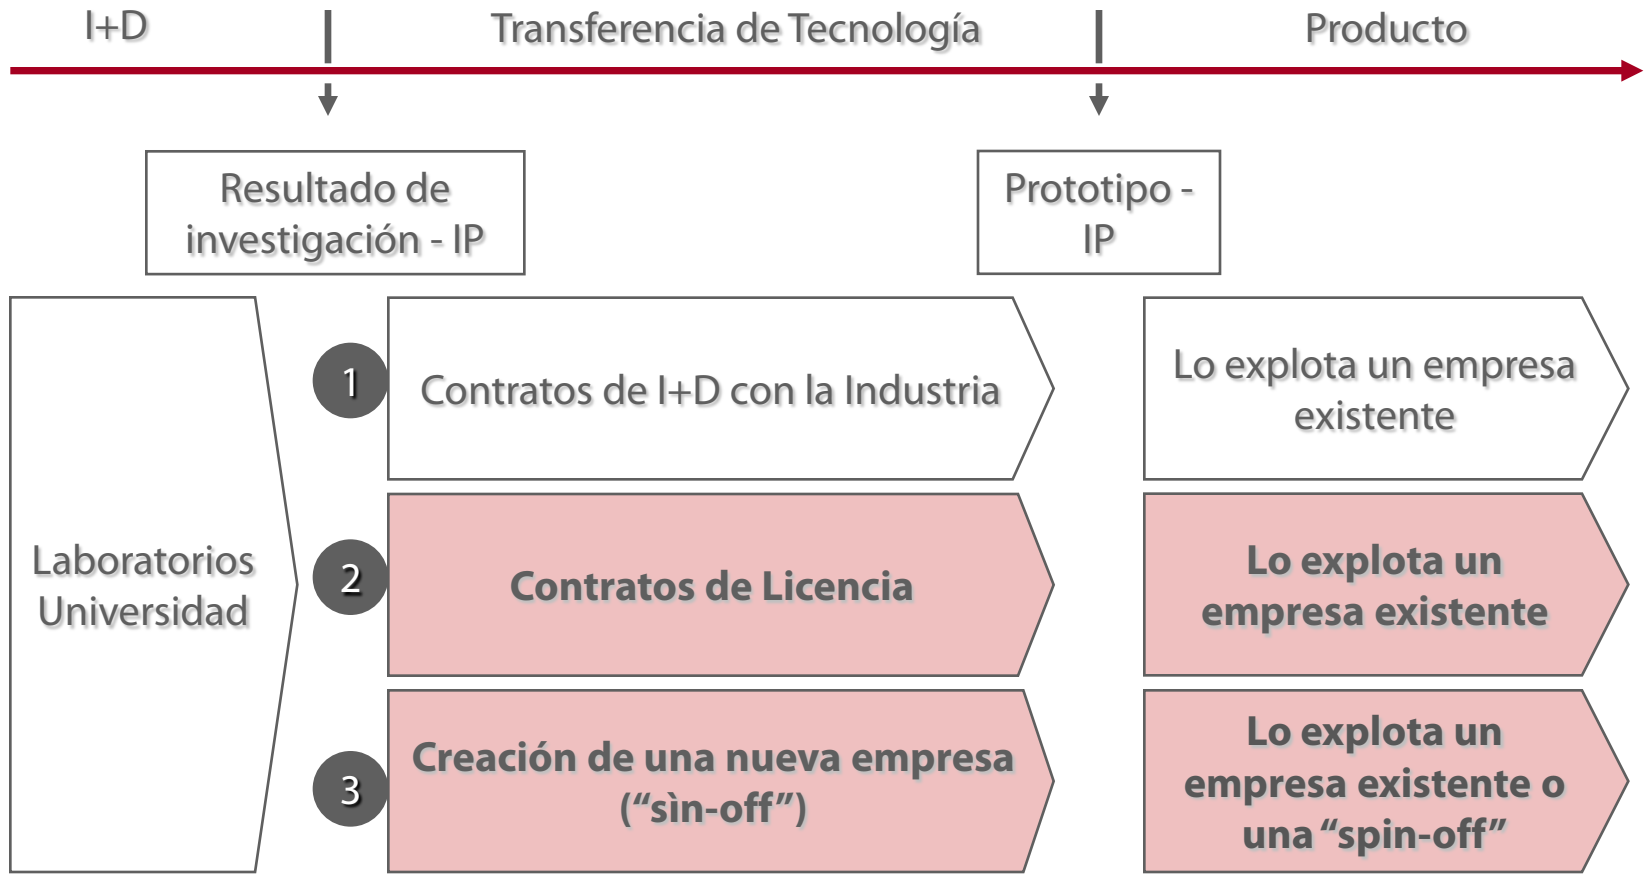 I+D
Transferencia de Tecnología
Producto
Resultado de
investigación - IP
Prototipo -
IP
Laboratorios
Universidad
1
Contratos de I+D con la Industria
Lo explota un empresa
existente
2
Contratos de Licencia
Lo explota un
empresa existente
3
Creación de una nueva empresa
(“sìn-off”)
Lo explota un
empresa existente o
una “spin-off”